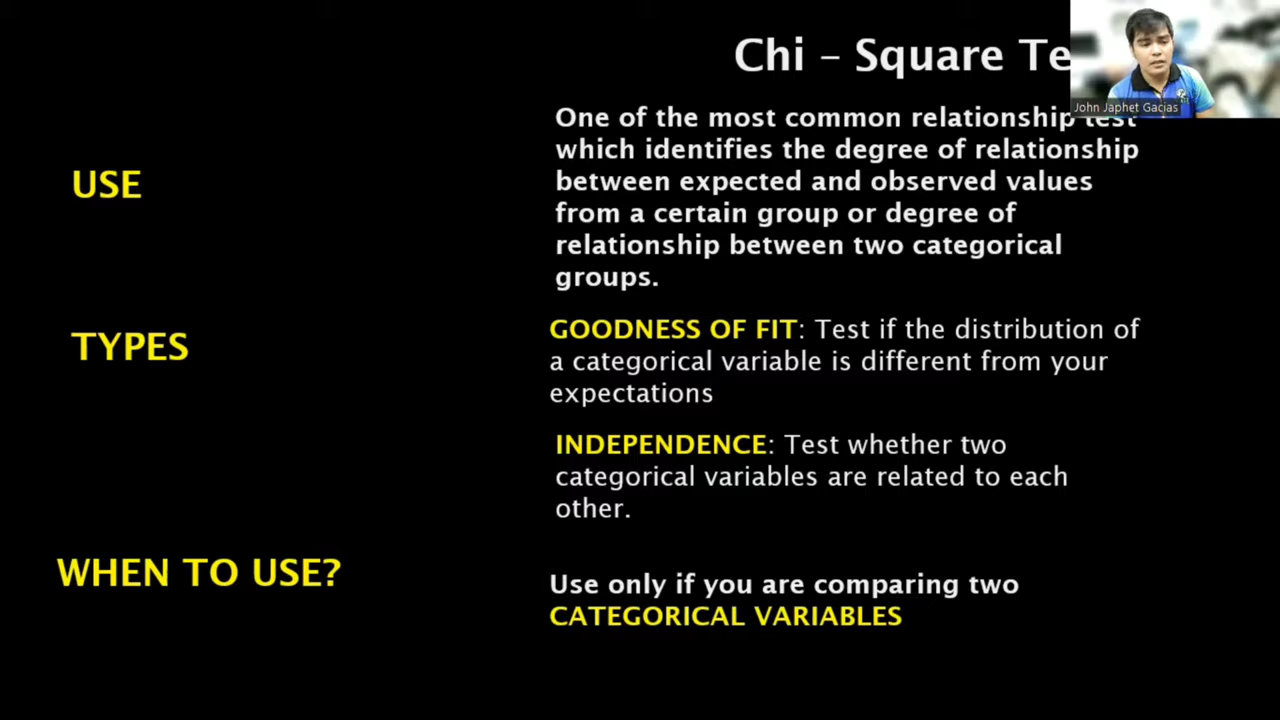 Chi – Square Te
John Japhet Gacias
USE
One of the most common relationship test
which identifies the degree of relationship
between expected and observed values
from a certain group or degree of
relationship between two categorical
groups.
TYPES
GOODNESS OF FIT: Test if the distribution of
a categorical variable is different from your
expectations
INDEPENDENCE: Test whether two
categorical variables are related to each
other.
WHEN TO USE?
Use only if you are comparing two
CATEGORICAL VARIABLES